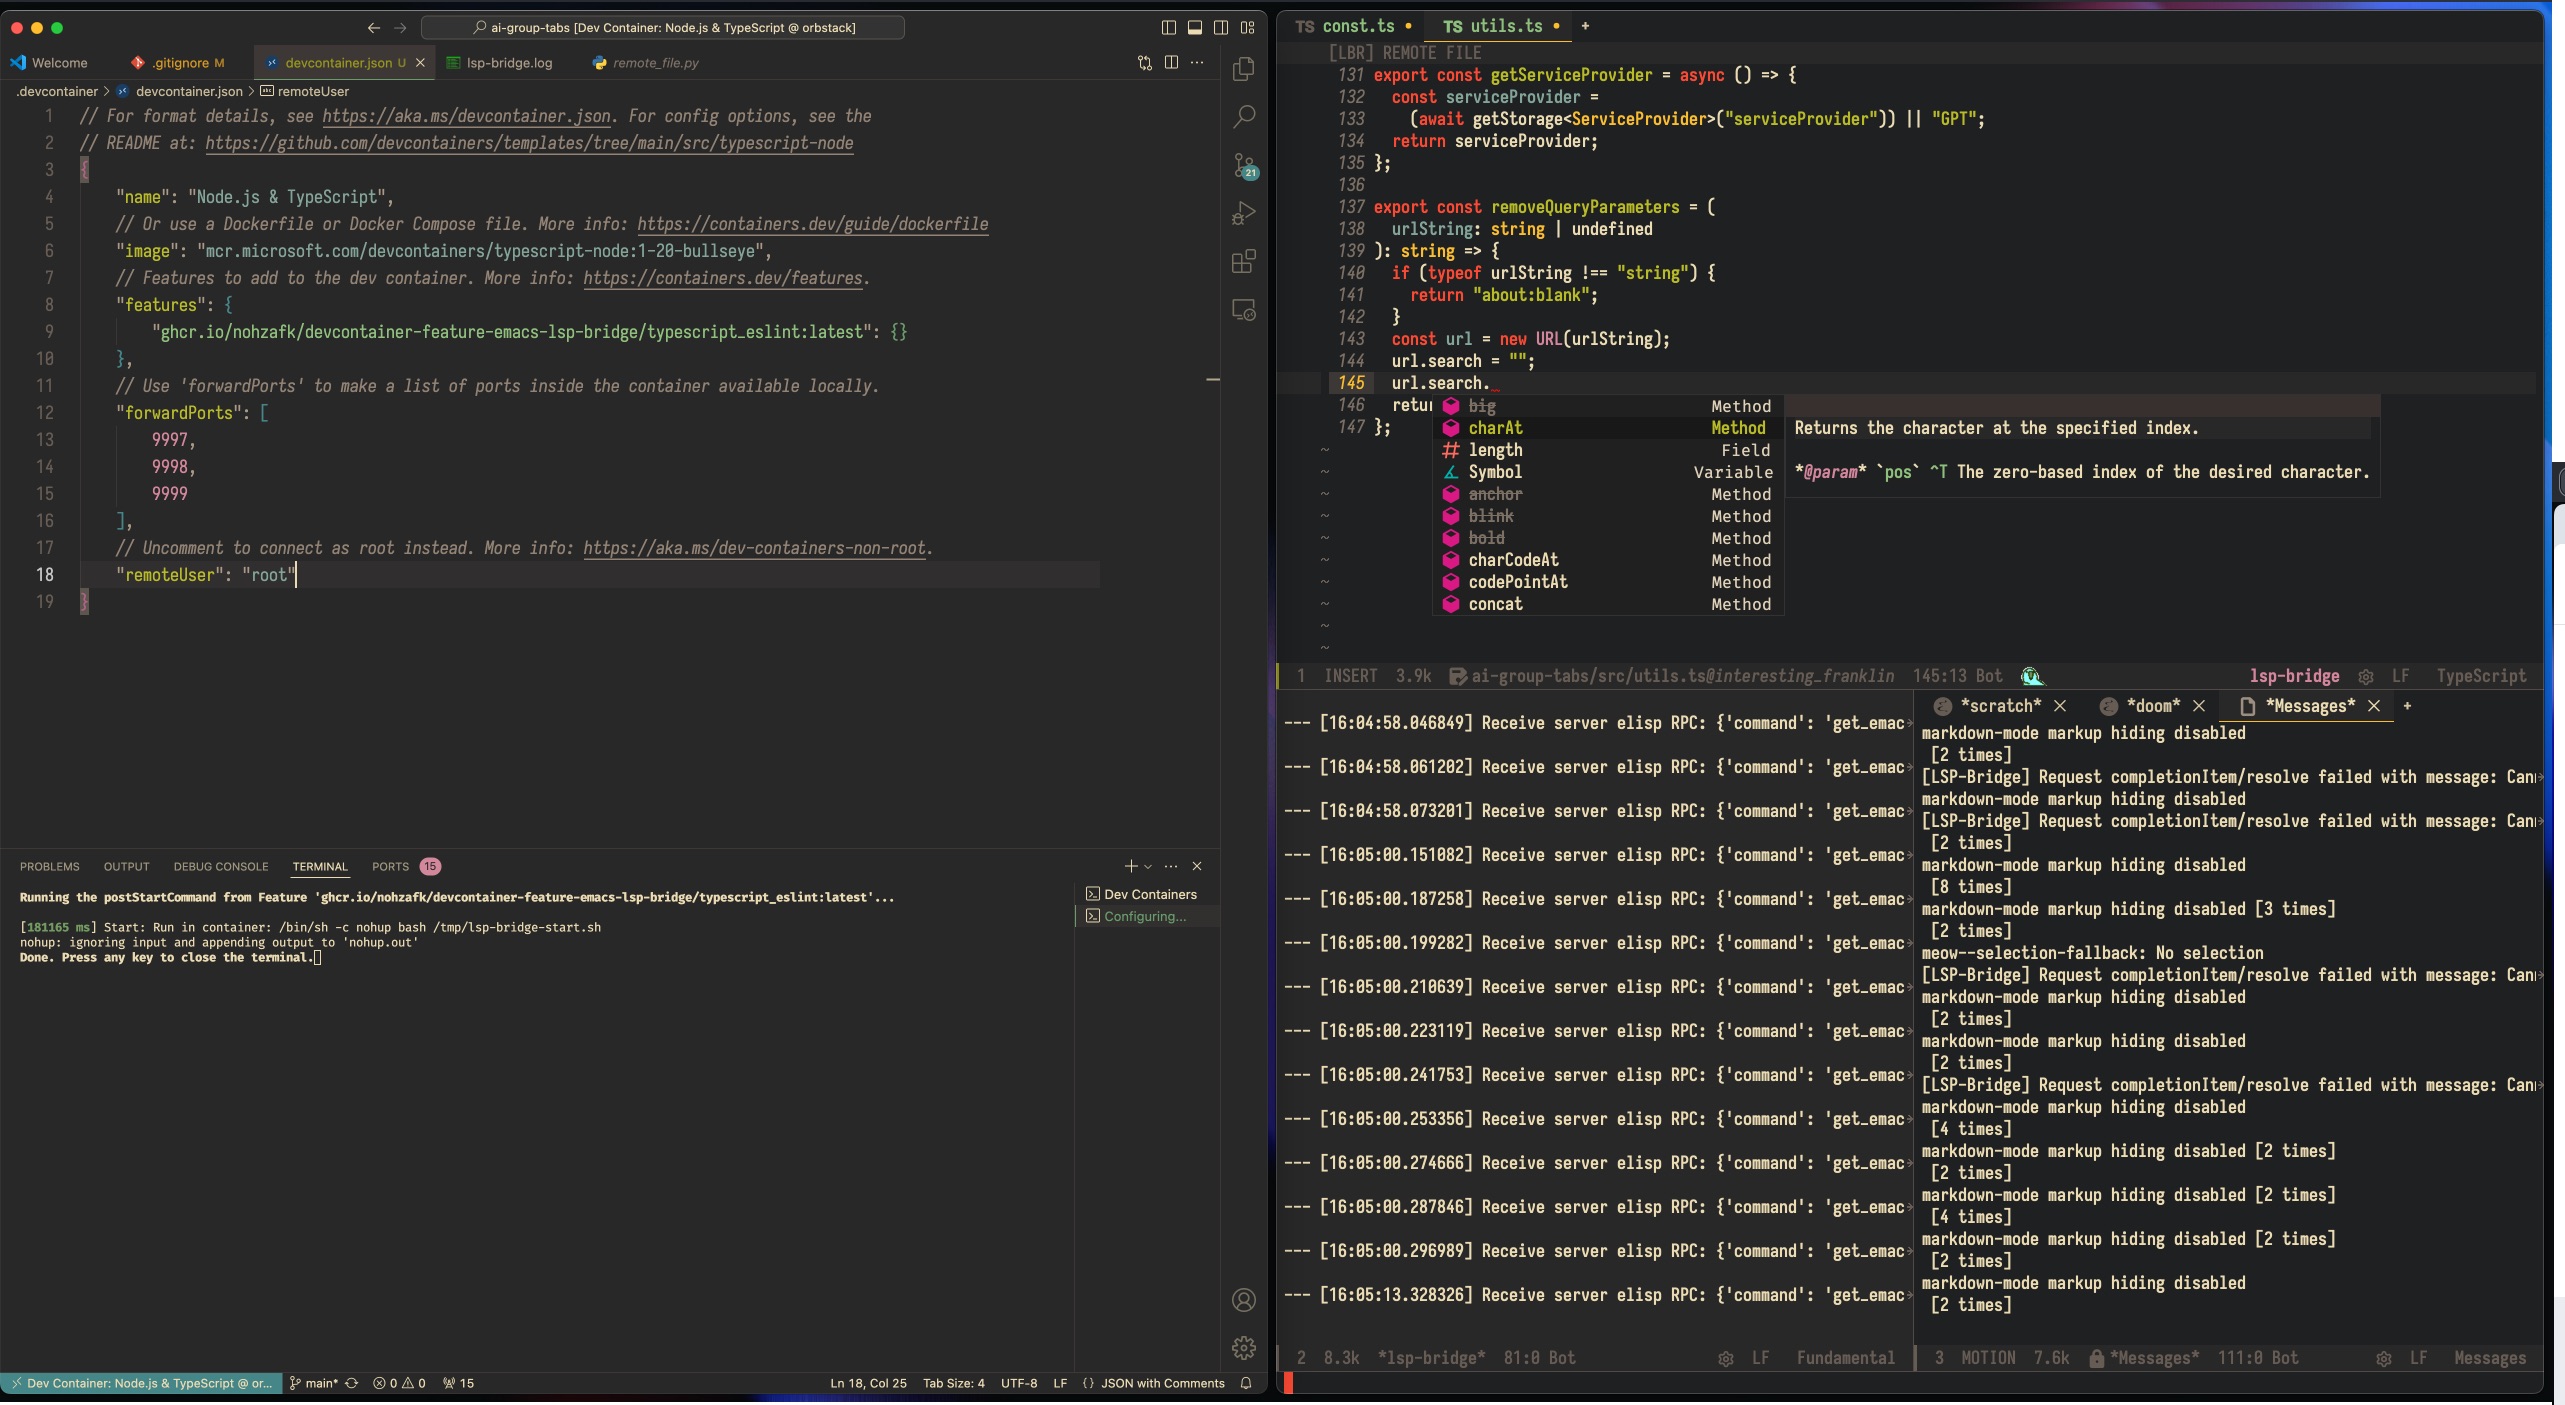 ai-group-tabs [Dev Container: Node.js & TypeScript @ orbstack]
Welcome
.gitignore M
devcontainer.json U
lsp-bridge.log
remote_file.py
.devcontainer > devcontainer.json > remoteUser
1 // For format details, see https://aka.ms/devcontainer.json. For config options, see the
2 // README at: https://github.com/devcontainers/templates/tree/main/src/typescript-node
3 {
4 "name": "Node.js & TypeScript",
5 // Or use a Dockerfile or Docker Compose file. More info: https://containers.dev/guide/dockerfile
6 "image": "mcr.microsoft.com/devcontainers/typescript-node:1-20-bullseye",
7 // Features to add to the dev container. More info: https://containers.dev/features.
8 "features": {
9 "ghcr.io/nohzafk/devcontainer-feature-emacs-lsp-bridge/typescript_eslint:latest": {}
10 },
11 // Use 'forwardPorts' to make a list of ports inside the container available locally.
12 "forwardPorts": [
13 9997,
14 9998,
15 9999
16 ],
17 // Uncomment to connect as root instead. More info: https://aka.ms/dev-containers-non-root.
18 "remoteUser": "root"
19 }
21
PROBLEMS OUTPUT DEBUG CONSOLE TERMINAL PORTS 15
Running the postStartCommand from Feature 'ghcr.io/nohzafk/devcontainer-feature-emacs-lsp-bridge/typescript_eslint:latest'...
[181165 ms] Start: Run in container: /bin/sh -c nohup bash /tmp/lsp-bridge-start.sh
nohup: ignoring input and appending output to 'nohup.out'
Done. Press any key to close the terminal.
Dev Containers
Configuring...
Dev Container: Node.js & TypeScript @ or... main* 0 0 15 Ln 18, Col 25 Tab Size: 4 UTF-8 LF {} JSON with Comments
TS const.ts TS utils.ts +
[LBR] REMOTE FILE
131 export const getServiceProvider = async () => {
132 const serviceProvider =
133 (await getStorage<ServiceProvider>("serviceProvider")) || "GPT";
134 return serviceProvider;
135 };
136
137 export const removeQueryParameters = (
138 urlString: string | undefined
139 ): string => {
140 if (typeof urlString !== "string") {
141 return "about:blank";
142 }
143 const url = new URL(urlString);
144 url.search = "";
145 url.search.
146 retur
147 };
big Method
charAt Method
length Field
Symbol Variable
anchor Method
blink Method
bold Method
charCodeAt Method
codePointAt Method
concat Method
Returns the character at the specified index.
*@param* `pos` ^T The zero-based index of the desired character.
~
~
~
~
~
~
~
~
~
~
1 INSERT 3.9k ai-group-tabs/src/utils.ts@interesting_franklin 145:13 Bot lsp-bridge LF TypeScript
--- [16:04:58.046849] Receive server elisp RPC: {'command': 'get_emac
--- [16:04:58.061202] Receive server elisp RPC: {'command': 'get_emac
--- [16:04:58.073201] Receive server elisp RPC: {'command': 'get_emac
--- [16:05:00.151082] Receive server elisp RPC: {'command': 'get_emac
--- [16:05:00.187258] Receive server elisp RPC: {'command': 'get_emac
--- [16:05:00.199282] Receive server elisp RPC: {'command': 'get_emac
--- [16:05:00.210639] Receive server elisp RPC: {'command': 'get_emac
--- [16:05:00.223119] Receive server elisp RPC: {'command': 'get_emac
--- [16:05:00.241753] Receive server elisp RPC: {'command': 'get_emac
--- [16:05:00.253356] Receive server elisp RPC: {'command': 'get_emac
--- [16:05:00.274666] Receive server elisp RPC: {'command': 'get_emac
--- [16:05:00.287846] Receive server elisp RPC: {'command': 'get_emac
--- [16:05:00.296989] Receive server elisp RPC: {'command': 'get_emac
--- [16:05:13.328326] Receive server elisp RPC: {'command': 'get_emac
2 8.3k *lsp-bridge* 81:0 Bot LF Fundamental
*scratch* *doom* *Messages* +
markdown-mode markup hiding disabled
[2 times]
[LSP-Bridge] Request completionItem/resolve failed with message: Can
markdown-mode markup hiding disabled
[LSP-Bridge] Request completionItem/resolve failed with message: Can
[2 times]
markdown-mode markup hiding disabled
[8 times]
markdown-mode markup hiding disabled [3 times]
[2 times]
meow--selection-fallback: No selection
[LSP-Bridge] Request completionItem/resolve failed with message: Can
markdown-mode markup hiding disabled
[2 times]
markdown-mode markup hiding disabled
[2 times]
[LSP-Bridge] Request completionItem/resolve failed with message: Can
markdown-mode markup hiding disabled
[4 times]
markdown-mode markup hiding disabled [2 times]
[2 times]
markdown-mode markup hiding disabled [2 times]
[4 times]
markdown-mode markup hiding disabled [2 times]
[2 times]
markdown-mode markup hiding disabled
[2 times]
3 MOTION 7.6k *Messages* 111:0 Bot LF Messages